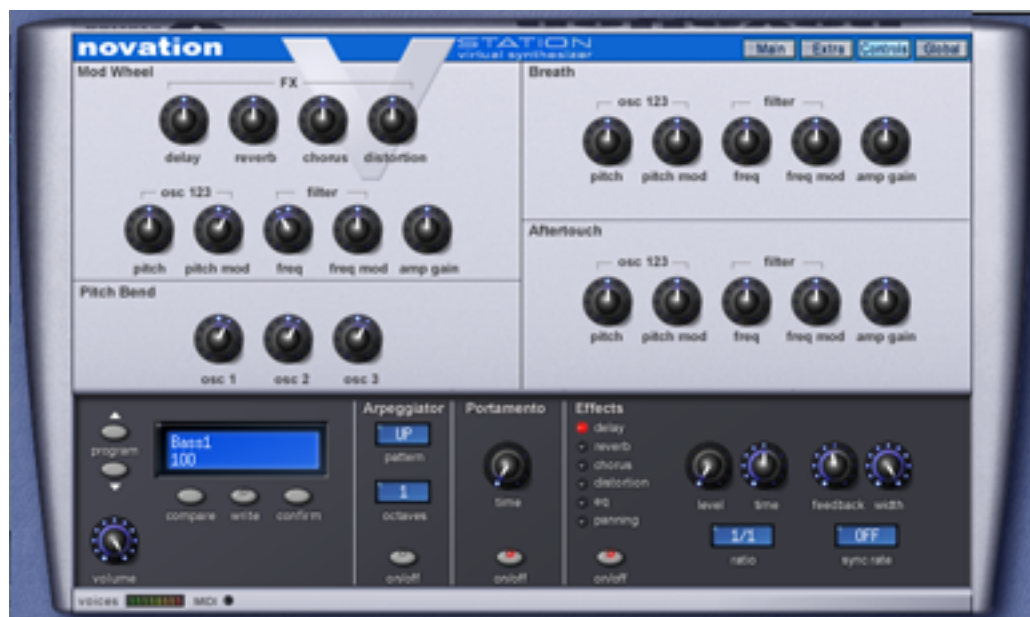 novation
V STATION
virtual synthesizer
Main Extra Controls Global
Mod Wheel
FX
delay reverb chorus distortion
osc 123 filter
pitch pitch mod freq freq mod amp gain
Pitch Bend
osc 1 osc 2 osc 3
Breath
osc 123 filter
pitch pitch mod freq freq mod amp gain
Aftertouch
osc 123 filter
pitch pitch mod freq freq mod amp gain
program
Bass1
100
compare write confirm
volume
Arpeggiator
UP
pattern
1
octaves
on/off
Portamento
time
on/off
Effects
delay
reverb
chorus
distortion
eq
panning
on/off
level time feedback width
1/1 OFF
ratio sync rate
voices MIDI